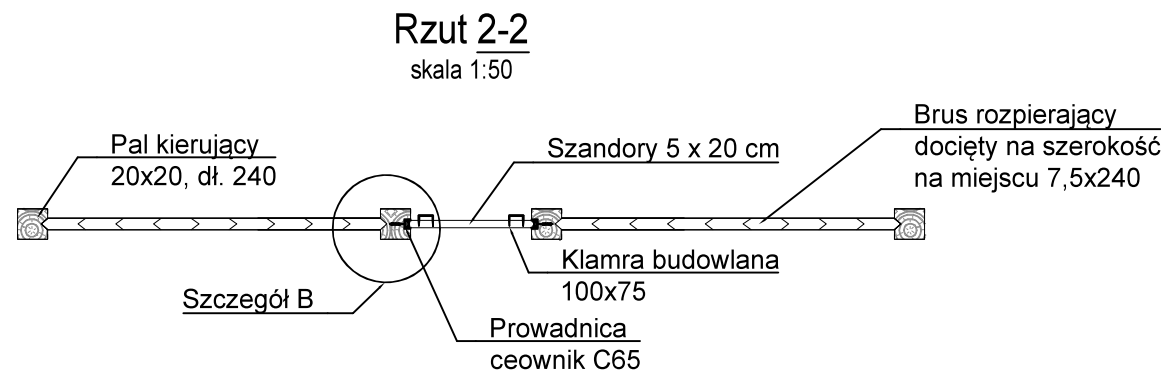 Rzut 2-2
skala 1:50
Pal kierujący
20x20, dł. 240
Szandory 5 x 20 cm
Brus rozpierający
docięty na szerokość
na miejscu 7,5x240
Klamra budowlana
100x75
Szczegół B
Prowadnica
ceownik C65